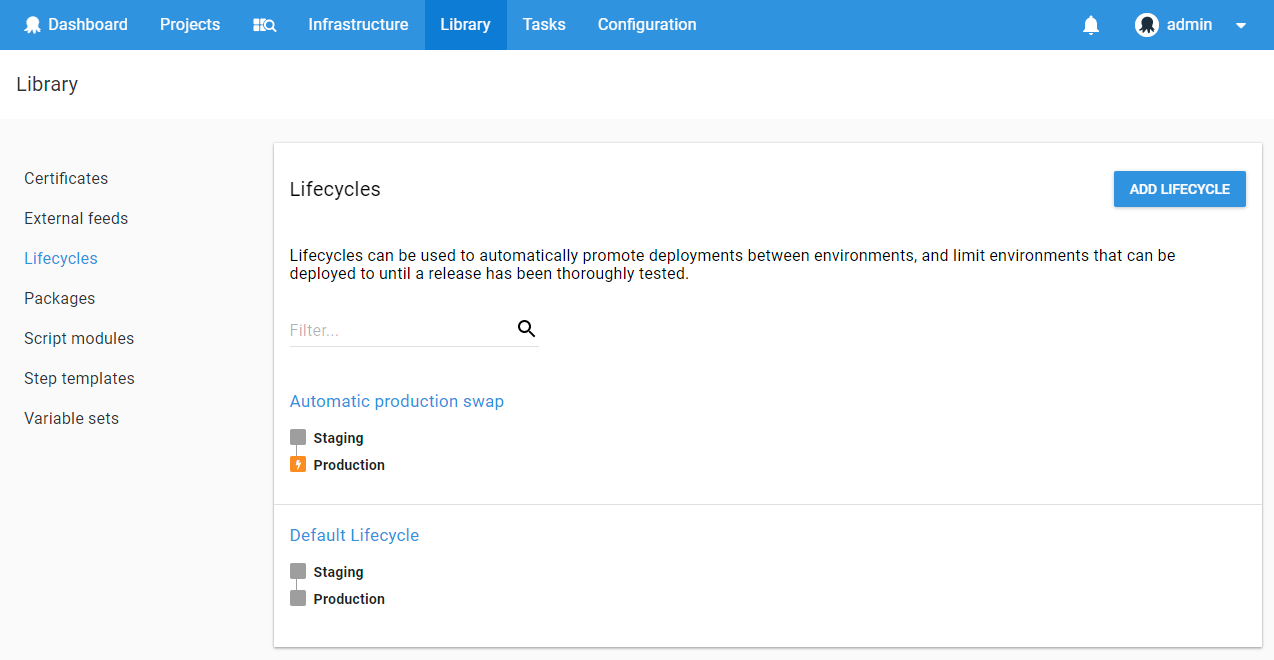 Dashboard Projects Infrastructure Library Tasks Configuration admin
Library
Certificates
External feeds
Lifecycles
Packages
Script modules
Step templates
Variable sets
Lifecycles
ADD LIFECYCLE
Lifecycles can be used to automatically promote deployments between environments, and limit environments that can be
deployed to until a release has been thoroughly tested.
Filter...
Automatic production swap
Staging
Production
Default Lifecycle
Staging
Production